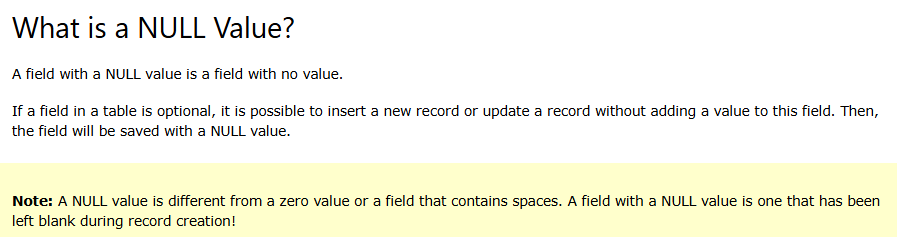 What is a NULL Value?
A field with a NULL value is a field with no value.
If a field in a table is optional, it is possible to insert a new record or update a record without adding a value to this field. Then,
the field will be saved with a NULL value.
Note: A NULL value is different from a zero value or a field that contains spaces. A field with a NULL value is one that has been
left blank during record creation!